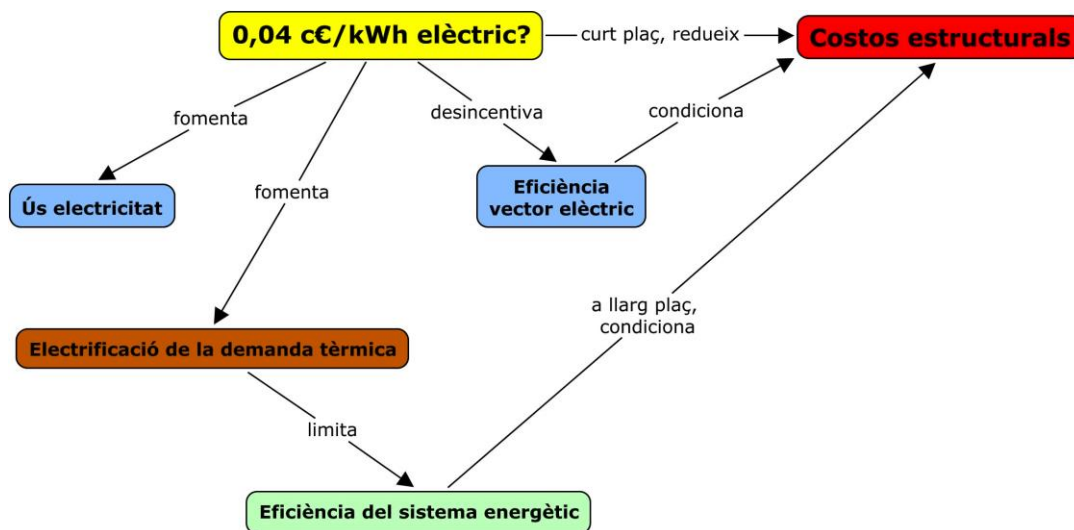 0,04 c€/kWh elèctric?
curt plaç, redueix
Costos estructurals
fomenta
desincentiva
condiciona
fomenta
Ús electricitat
Eficiència
vector elèctric
a llarg plaç,
condiciona
Electrificació de la demanda tèrmica
limita
Eficiència del sistema energètic